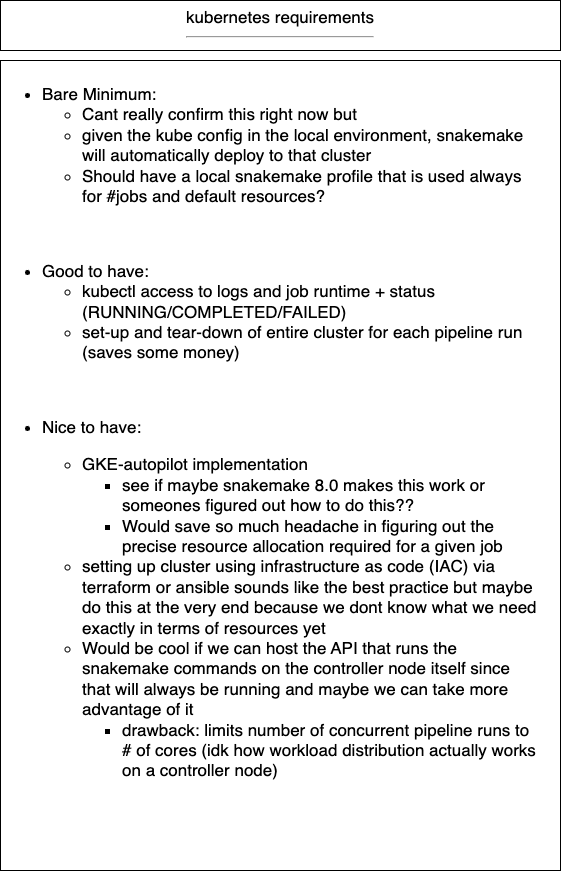 kubernetes requirements
Bare Minimum:
Cant really confirm this right now but
given the kube config in the local environment, snakemake
will automatically deploy to that cluster
Should have a local snakemake profile that is used always
for #jobs and default resources?
Good to have:
kubectl access to logs and job runtime + status
(RUNNING/COMPLETED/FAILED)
set-up and tear-down of entire cluster for each pipeline run
(saves some money)
Nice to have:
GKE-autopilot implementation
see if maybe snakemake 8.0 makes this work or
someones figured out how to do this??
Would save so much headache in figuring out the
precise resource allocation required for a given job
setting up cluster using infrastructure as code (IAC) via
terraform or ansible sounds like the best practice but maybe
do this at the very end because we dont know what we need
exactly in terms of resources yet
Would be cool if we can host the API that runs the
snakemake commands on the controller node itself since
that will always be running and maybe we can take more
advantage of it
drawback: limits number of concurrent pipeline runs to
# of cores (idk how workload distribution actually works
on a controller node)